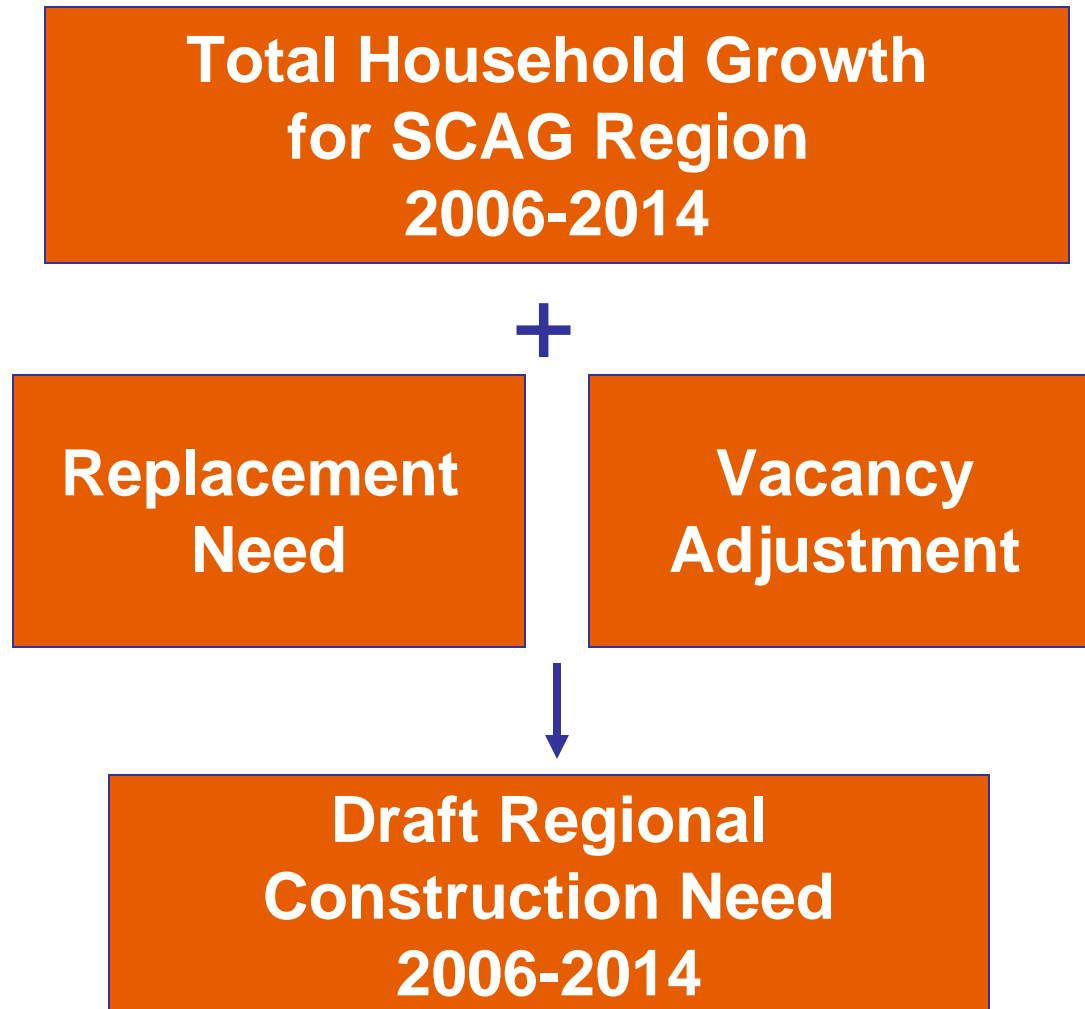 Total Household Growth
for SCAG Region
2006-2014
+
Replacement
Need
Vacancy
Adjustment
Draft Regional
Construction Need
2006-2014